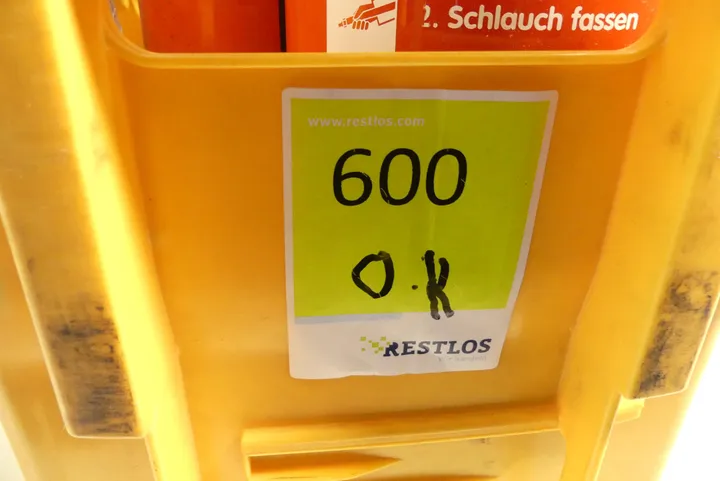 2. Schlauch fassen
www.restlos.com
600
O.K
RESTLOS